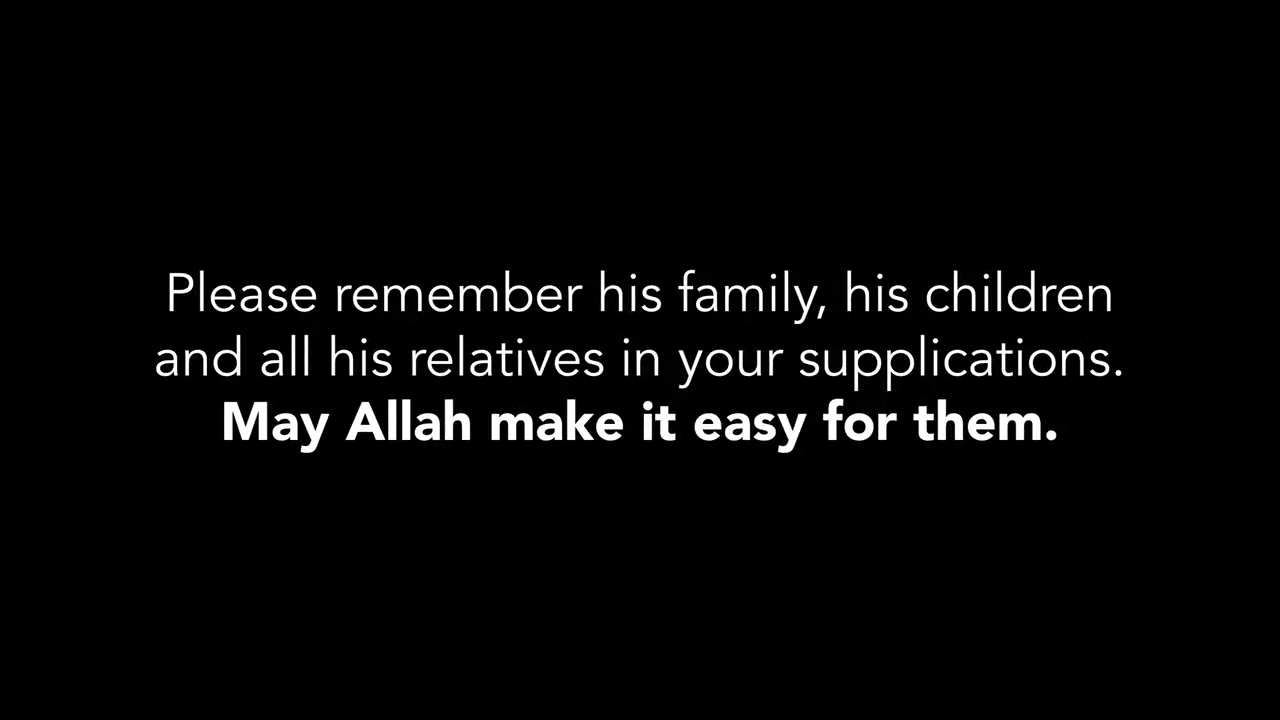 Please remember his family, his children
and all his relatives in your supplications.
May Allah make it easy for them.